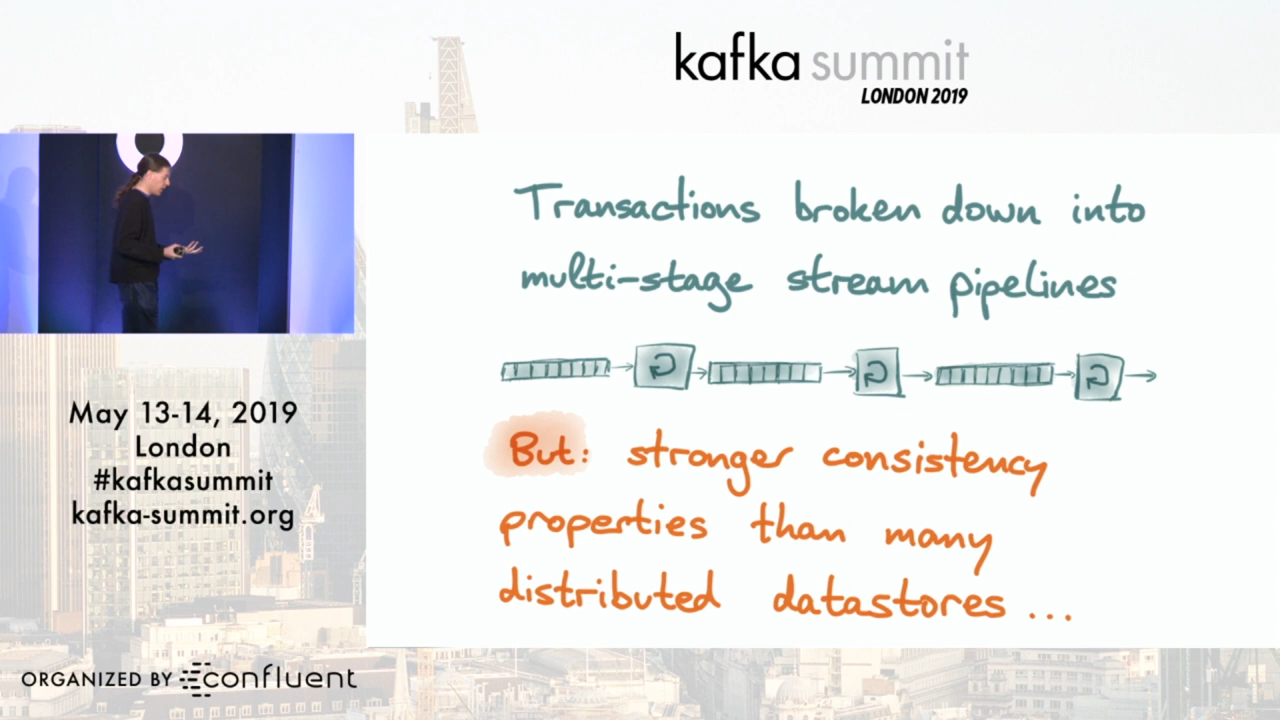 kafka summit
LONDON 2019
Transactions broken down into
multi-stage stream pipelines
But: stronger consistency
properties than many
distributed datastores ...
May 13-14, 2019
London
#kafkasummit
kafka-summit.org
ORGANIZED BY confluent